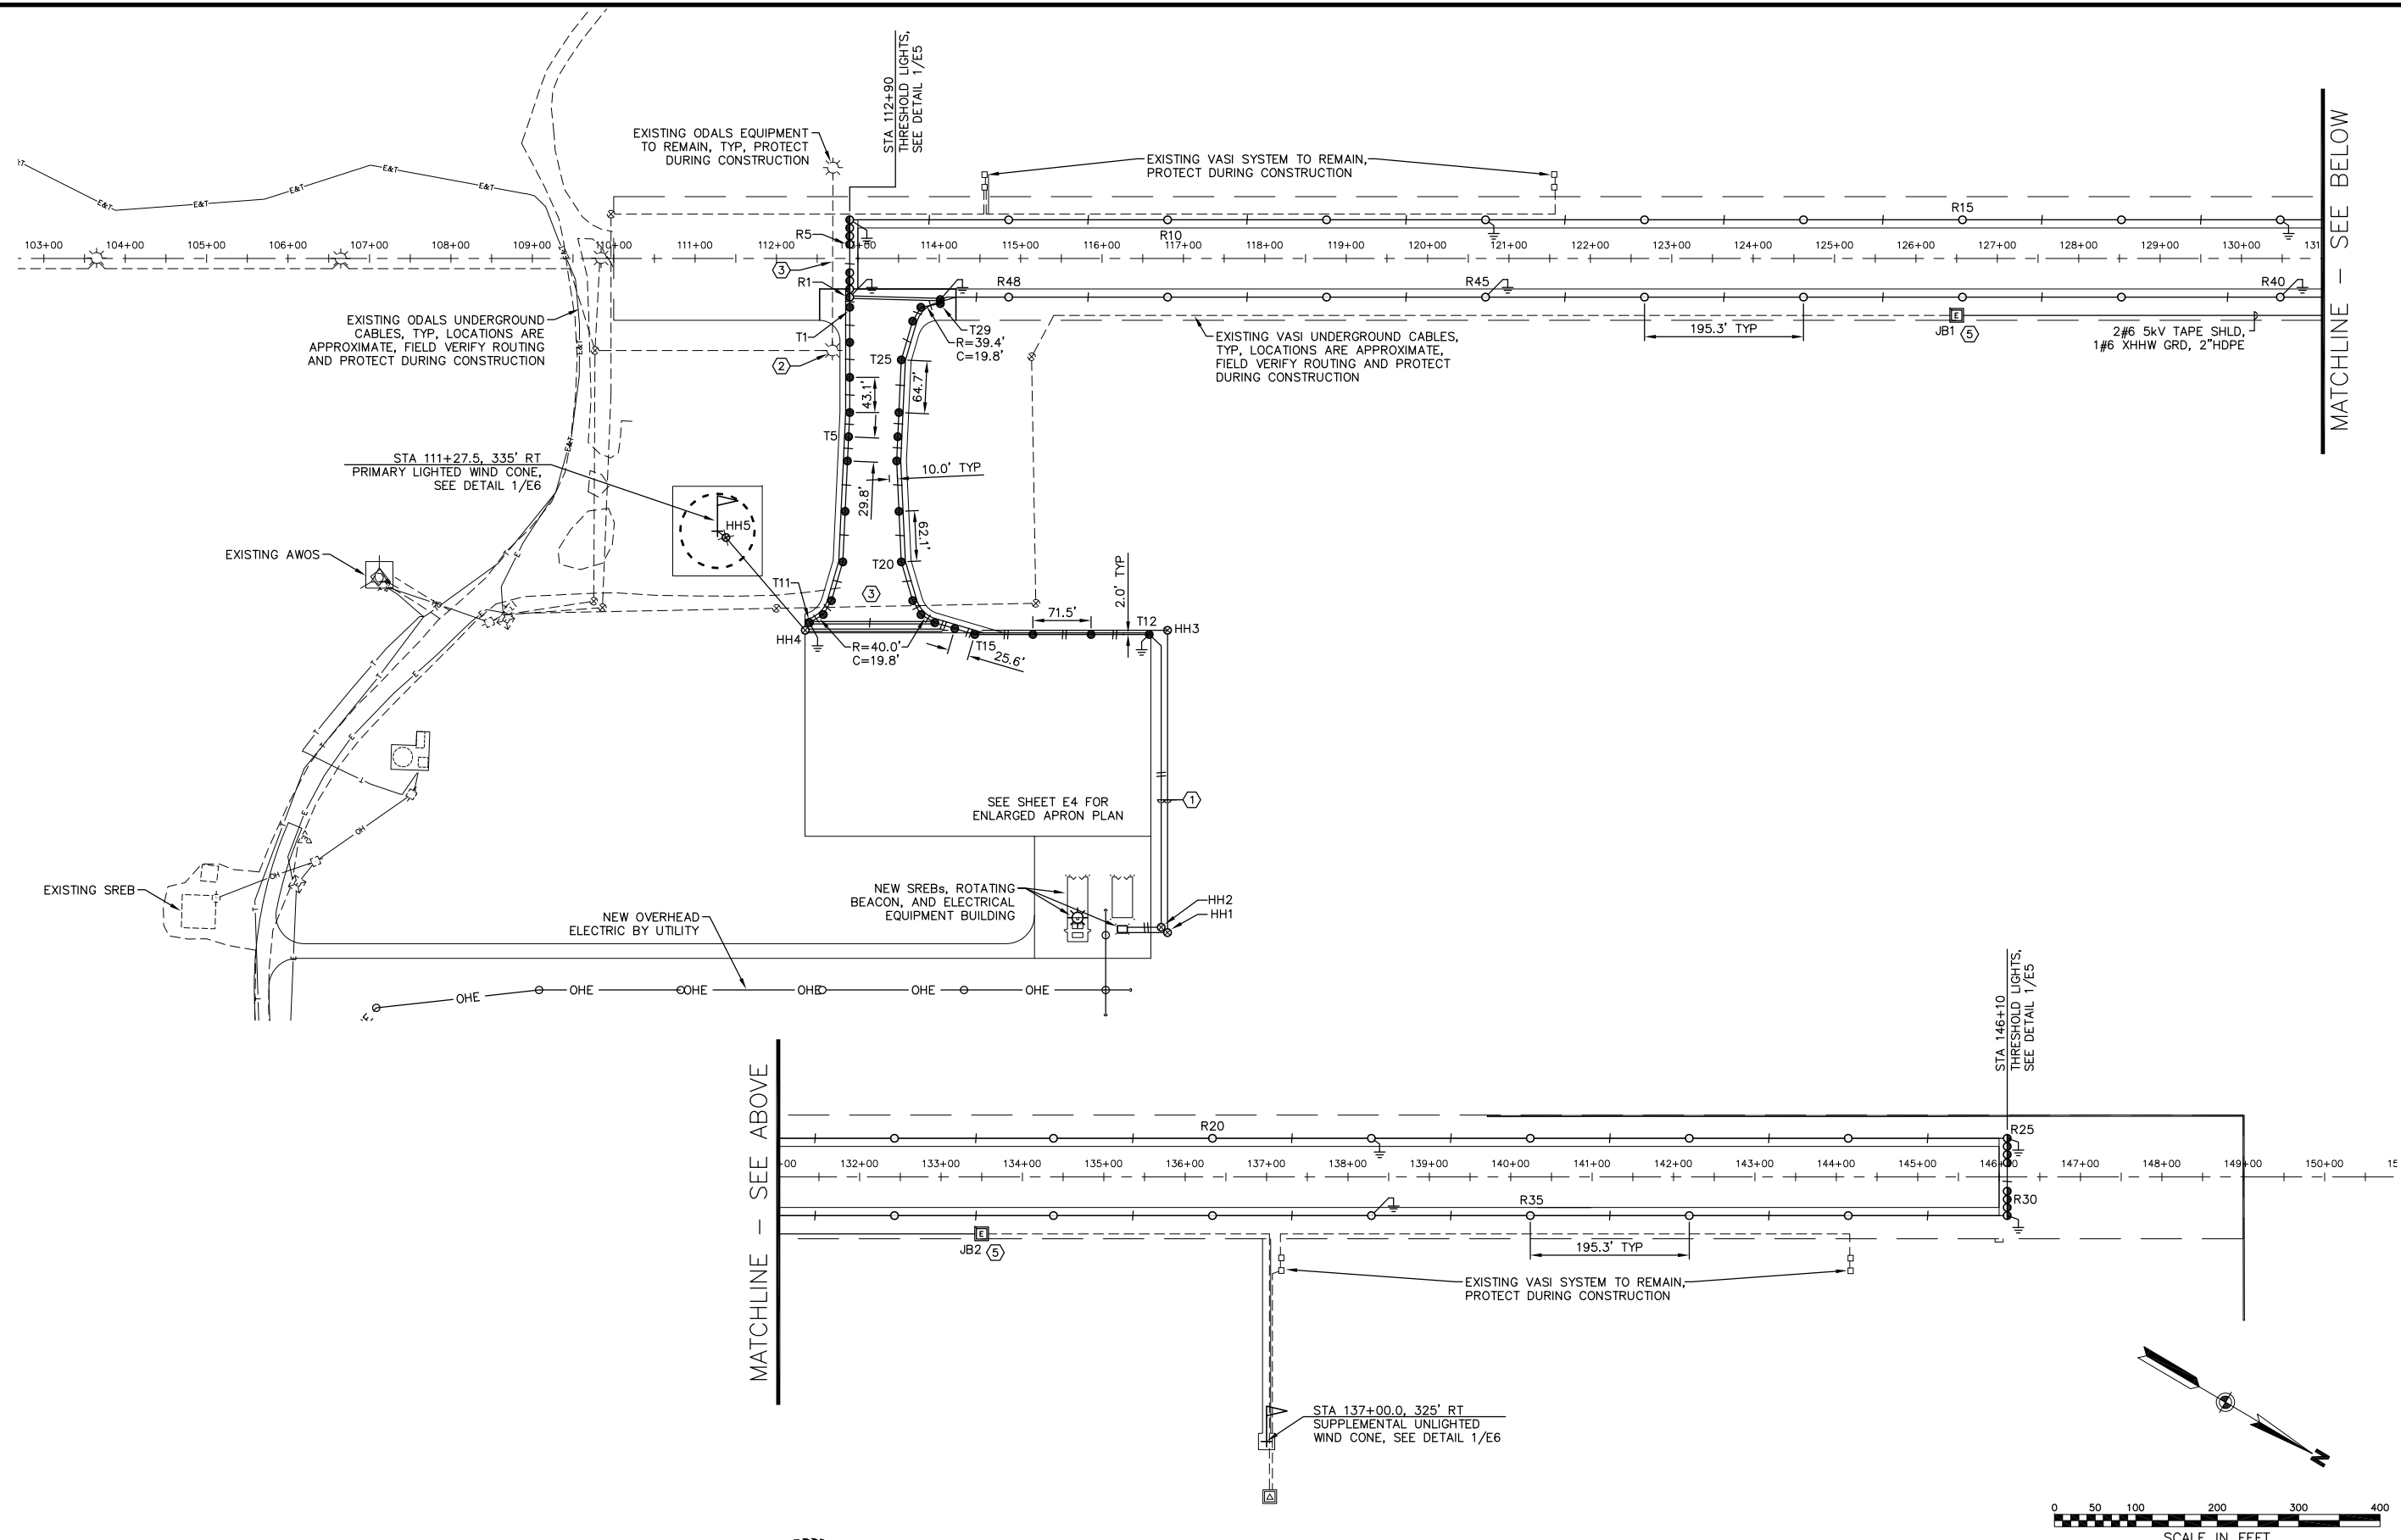 STA 112+90
THRESHOLD LIGHTS,
SEE DETAIL 1/E5
EXISTING ODALS EQUIPMENT
TO REMAIN, TYP, PROTECT
DURING CONSTRUCTION
EXISTING VASI SYSTEM TO REMAIN,
PROTECT DURING CONSTRUCTION
MATCHLINE – SEE BELOW
E&T
E&T
E&T
E&T
E&T
E&T
E&T
R5
R10
R15
103+00
104+00
105+00
106+00
107+00
108+00
109+00
110+00
111+00
112+00
113+00
114+00
115+00
116+00
117+00
118+00
119+00
120+00
121+00
122+00
123+00
124+00
125+00
126+00
127+00
128+00
129+00
130+00
131
3
R1
R48
R45
R40
EXISTING ODALS UNDERGROUND
CABLES, TYP, LOCATIONS ARE
APPROXIMATE, FIELD VERIFY ROUTING
AND PROTECT DURING CONSTRUCTION
T1
2
T29
R=39.4'
C=19.8'
T25
EXISTING VASI UNDERGROUND CABLES,
TYP, LOCATIONS ARE APPROXIMATE,
FIELD VERIFY ROUTING AND PROTECT
DURING CONSTRUCTION
195.3' TYP
E
JB1
5
2#6 5kV TAPE SHLD,
1#6 XHHW GRD, 2"HDPE
E&T
43.1'
64.7'
T5
E&T
STA 111+27.5, 335' RT
PRIMARY LIGHTED WIND CONE,
SEE DETAIL 1/E6
10.0' TYP
29.8'
HH5
62.1'
EXISTING AWOS
T
E
T20
T11
3
2.0' TYP
71.5'
T12
HH3
HH4
R=40.0'
C=19.8'
T15
25.6'
T
E
T
T
T
E
T
T
E
T
1
OH
SEE SHEET E4 FOR
ENLARGED APRON PLAN
E
OH
EXISTING SREB
NEW SREBs, ROTATING
BEACON, AND ELECTRICAL
EQUIPMENT BUILDING
HH2
HH1
NEW OVERHEAD
ELECTRIC BY UTILITY
T
E
T
OHE
OHE
OHE
OHE
OHE
OHE
STA 146+10
THRESHOLD LIGHTS,
SEE DETAIL 1/E5
MATCHLINE – SEE ABOVE
R20
R25
00
132+00
133+00
134+00
135+00
136+00
137+00
138+00
139+00
140+00
141+00
142+00
143+00
144+00
145+00
146+00
147+00
148+00
149+00
150+00
R35
R30
E
JB2
5
195.3' TYP
EXISTING VASI SYSTEM TO REMAIN,
PROTECT DURING CONSTRUCTION
STA 137+00.0, 325' RT
SUPPLEMENTAL UNLIGHTED
WIND CONE, SEE DETAIL 1/E6
N
0 50 100 200 300 400
SCALE IN FEET